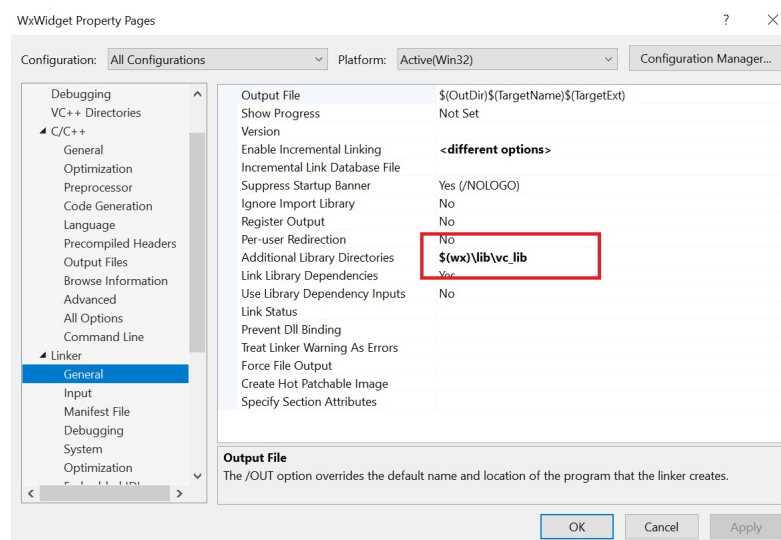 WxWidget Property Pages
Configuration: All Configurations Platform: Active(Win32) Configuration Manager...
Debugging
VC++ Directories
C/C++
General
Optimization
Preprocessor
Code Generation
Language
Precompiled Headers
Output Files
Browse Information
Advanced
All Options
Command Line
Linker
General
Input
Manifest File
Debugging
System
Optimization
Output File $(OutDir)$(TargetName)$(TargetExt)
Show Progress Not Set
Version
Enable Incremental Linking <different options>
Incremental Link Database File
Suppress Startup Banner Yes (/NOLOGO)
Ignore Import Library No
Register Output No
Per-user Redirection No
Additional Library Directories $(wx)\lib\vc_lib
Link Library Dependencies Yes
Use Library Dependency Inputs No
Link Status
Prevent Dll Binding
Treat Linker Warning As Errors
Force File Output
Create Hot Patchable Image
Specify Section Attributes
Output File
The /OUT option overrides the default name and location of the program that the linker creates.
OK Cancel Apply